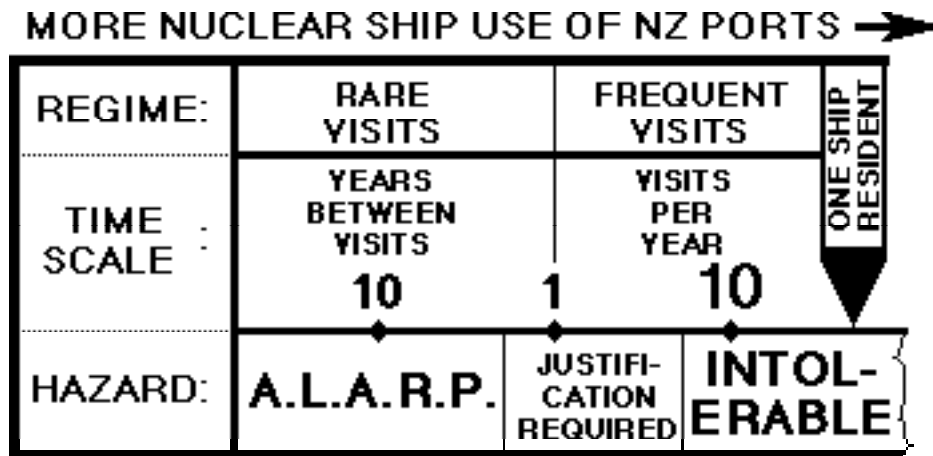 MORE NUCLEAR SHIP USE OF NZ PORTS
REGIME:
RARE
VISITS
FREQUENT
VISITS
ONE SHIP
RESIDENT
TIME
SCALE :
YEARS
BETWEEN
VISITS
10
1
VISITS
PER
YEAR
10
HAZARD:
A.L.A.R.P.
JUSTIFI-
CATION
REQUIRED
INTOL-
ERABLE